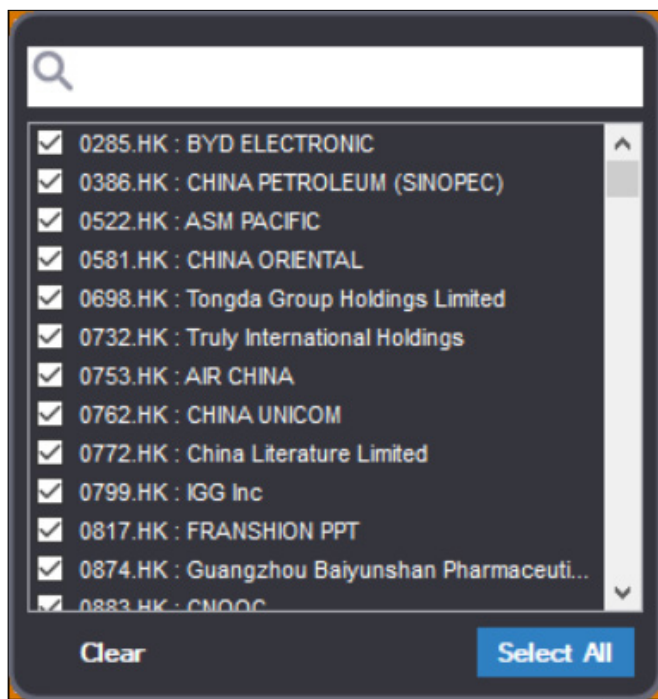 0285.HK : BYD ELECTRONIC
0386.HK : CHINA PETROLEUM (SINOPEC)
0522.HK : ASM PACIFIC
0581.HK : CHINA ORIENTAL
0698.HK : Tongda Group Holdings Limited
0732.HK : Truly International Holdings
0753.HK : AIR CHINA
0762.HK : CHINA UNICOM
0772.HK : China Literature Limited
0799.HK : IGG Inc
0817.HK : FRANSHION PPT
0874.HK : Guangzhou Baiyunshan Pharmaceuti...
0883.HK : CNOOC
Clear Select All